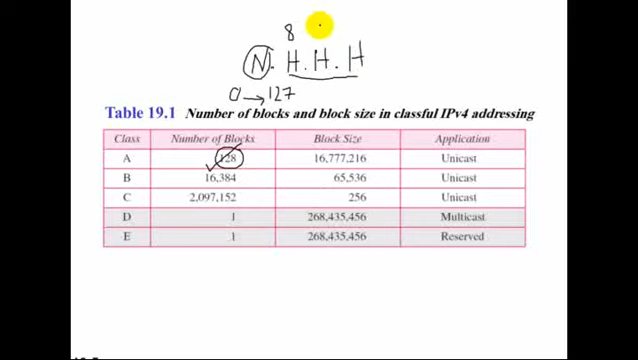 8
N. H. H. H
0 → 127
Table 19.1 Number of blocks and block size in classful IPv4 addressing
Class Number of Blocks Block Size Application
A 128 16,777,216 Unicast
B 16,384 65,536 Unicast
C 2,097,152 256 Unicast
D 1 268,435,456 Multicast
E 1 268,435,456 Reserved